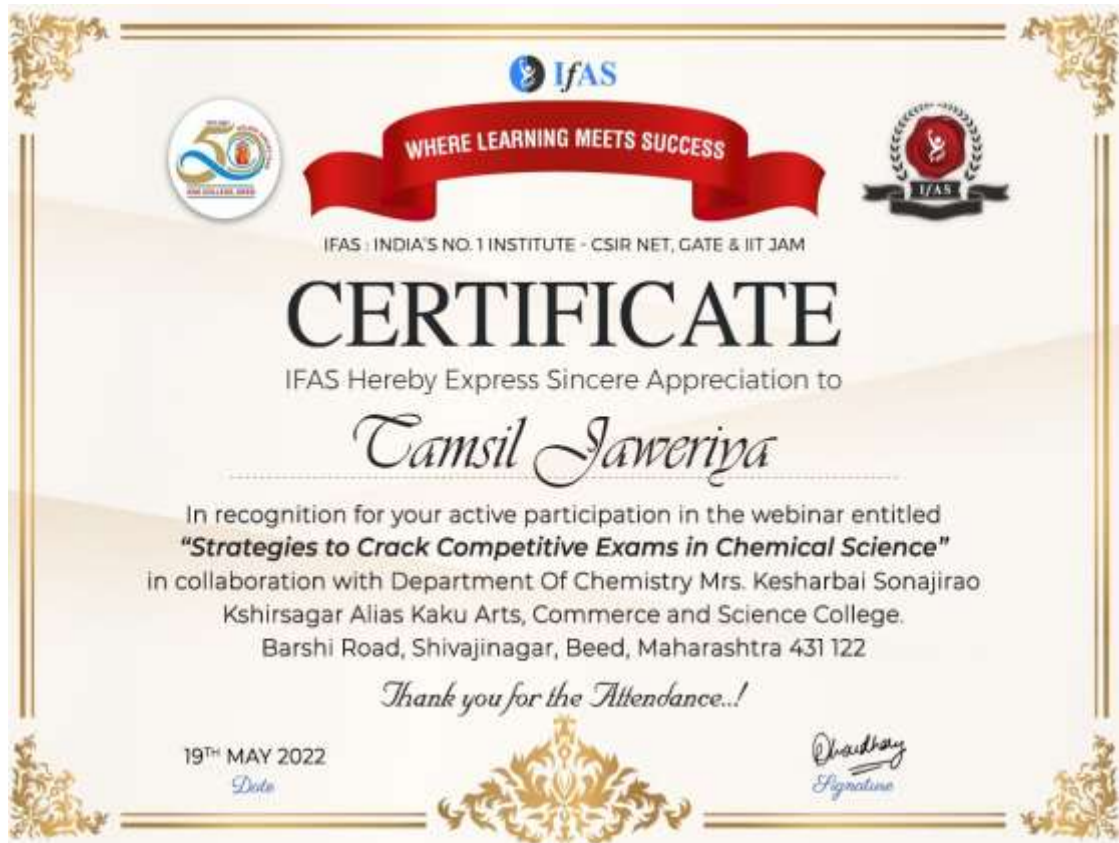 IfAS
WHERE LEARNING MEETS SUCCESS
50
KSK COLLEGE, BEED
IfAS
IFAS : INDIA'S NO. 1 INSTITUTE - CSIR NET, GATE & IIT JAM
CERTIFICATE
IFAS Hereby Express Sincere Appreciation to
Tamsil Jaweriya
In recognition for your active participation in the webinar entitled
"Strategies to Crack Competitive Exams in Chemical Science"
in collaboration with Department Of Chemistry Mrs. Kesharbai Sonajirao
Kshirsagar Alias Kaku Arts, Commerce and Science College.
Barshi Road, Shivajinagar, Beed, Maharashtra 431 122
Thank you for the Attendance..!
19TH MAY 2022
Date
Signature